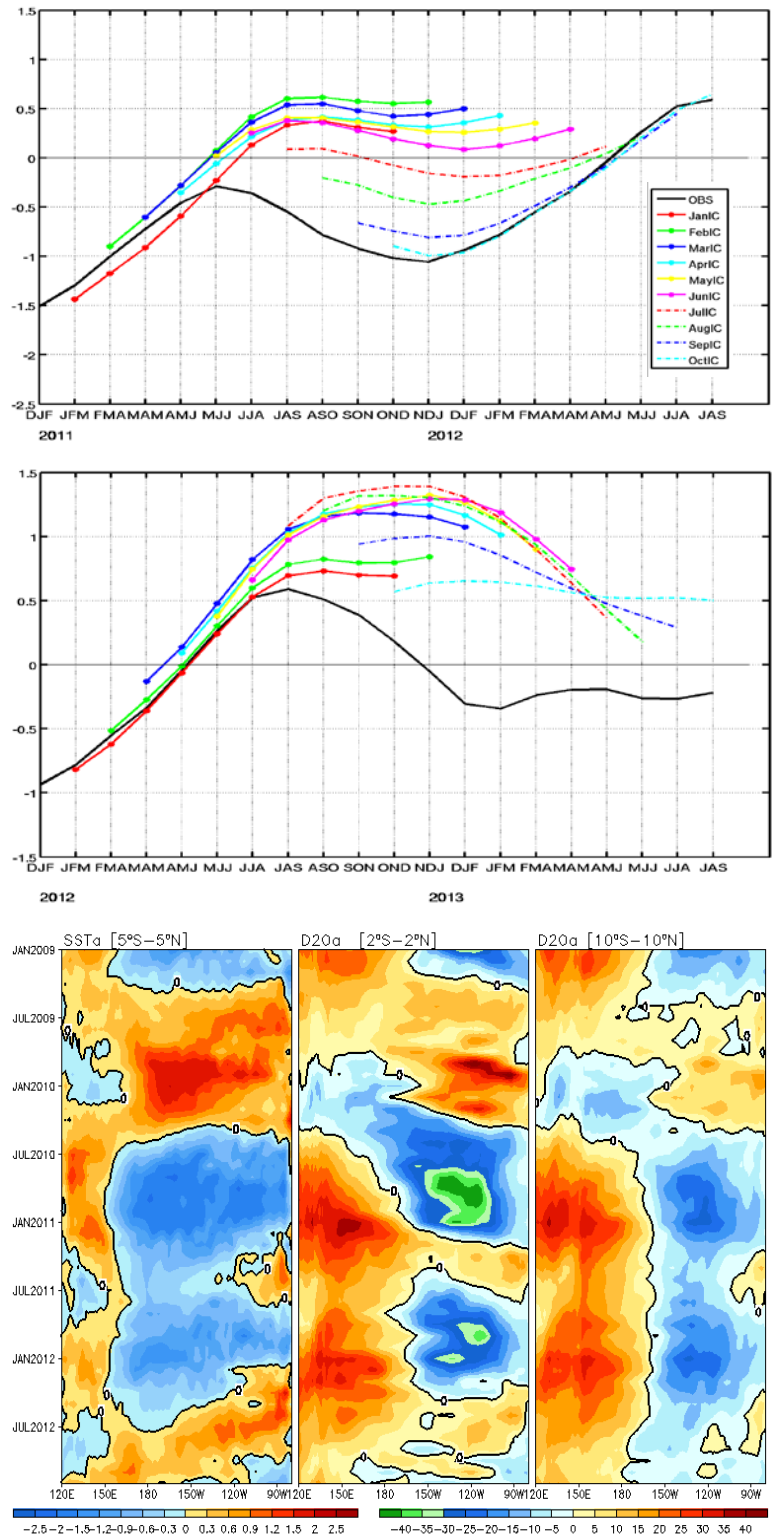 1.5
1
0.5
0
-0.5
-1
-1.5
-2
-2.5
OBS
JanIC
FebIC
MarIC
AprIC
MayIC
JunIC
JulIC
AugIC
SepIC
OctIC
DJF JFM FMA MAM AMJ MJJ JJA JAS ASO SON OND NDJ DJF JFM FMA MAM AMJ MJJ JJA JAS
2011 2012
1.5
1
0.5
0
-0.5
-1
-1.5
DJF JFM FMA MAM AMJ MJJ JJA JAS ASO SON OND NDJ DJF JFM FMA MAM AMJ MJJ JJA JAS
2012 2013
SSTa [5°S-5°N] D20a [2°S-2°N] D20a [10°S-10°N]
JAN2009
JUL2009
JAN2010
JUL2010
JAN2011
JUL2011
JAN2012
JUL2012
120E 150E 180 150W 120W 90W 120E 150E 180 150W 120W 90W 120E 150E 180 150W 120W 90W
-2.5 -2 -1.5 -1.2 -0.9 -0.6 -0.3 0 0.3 0.6 0.9 1.2 1.5 2 2.5 -40 -35 -30 -25 -20 -15 -10 -5 0 5 10 15 20 25 30 35 40